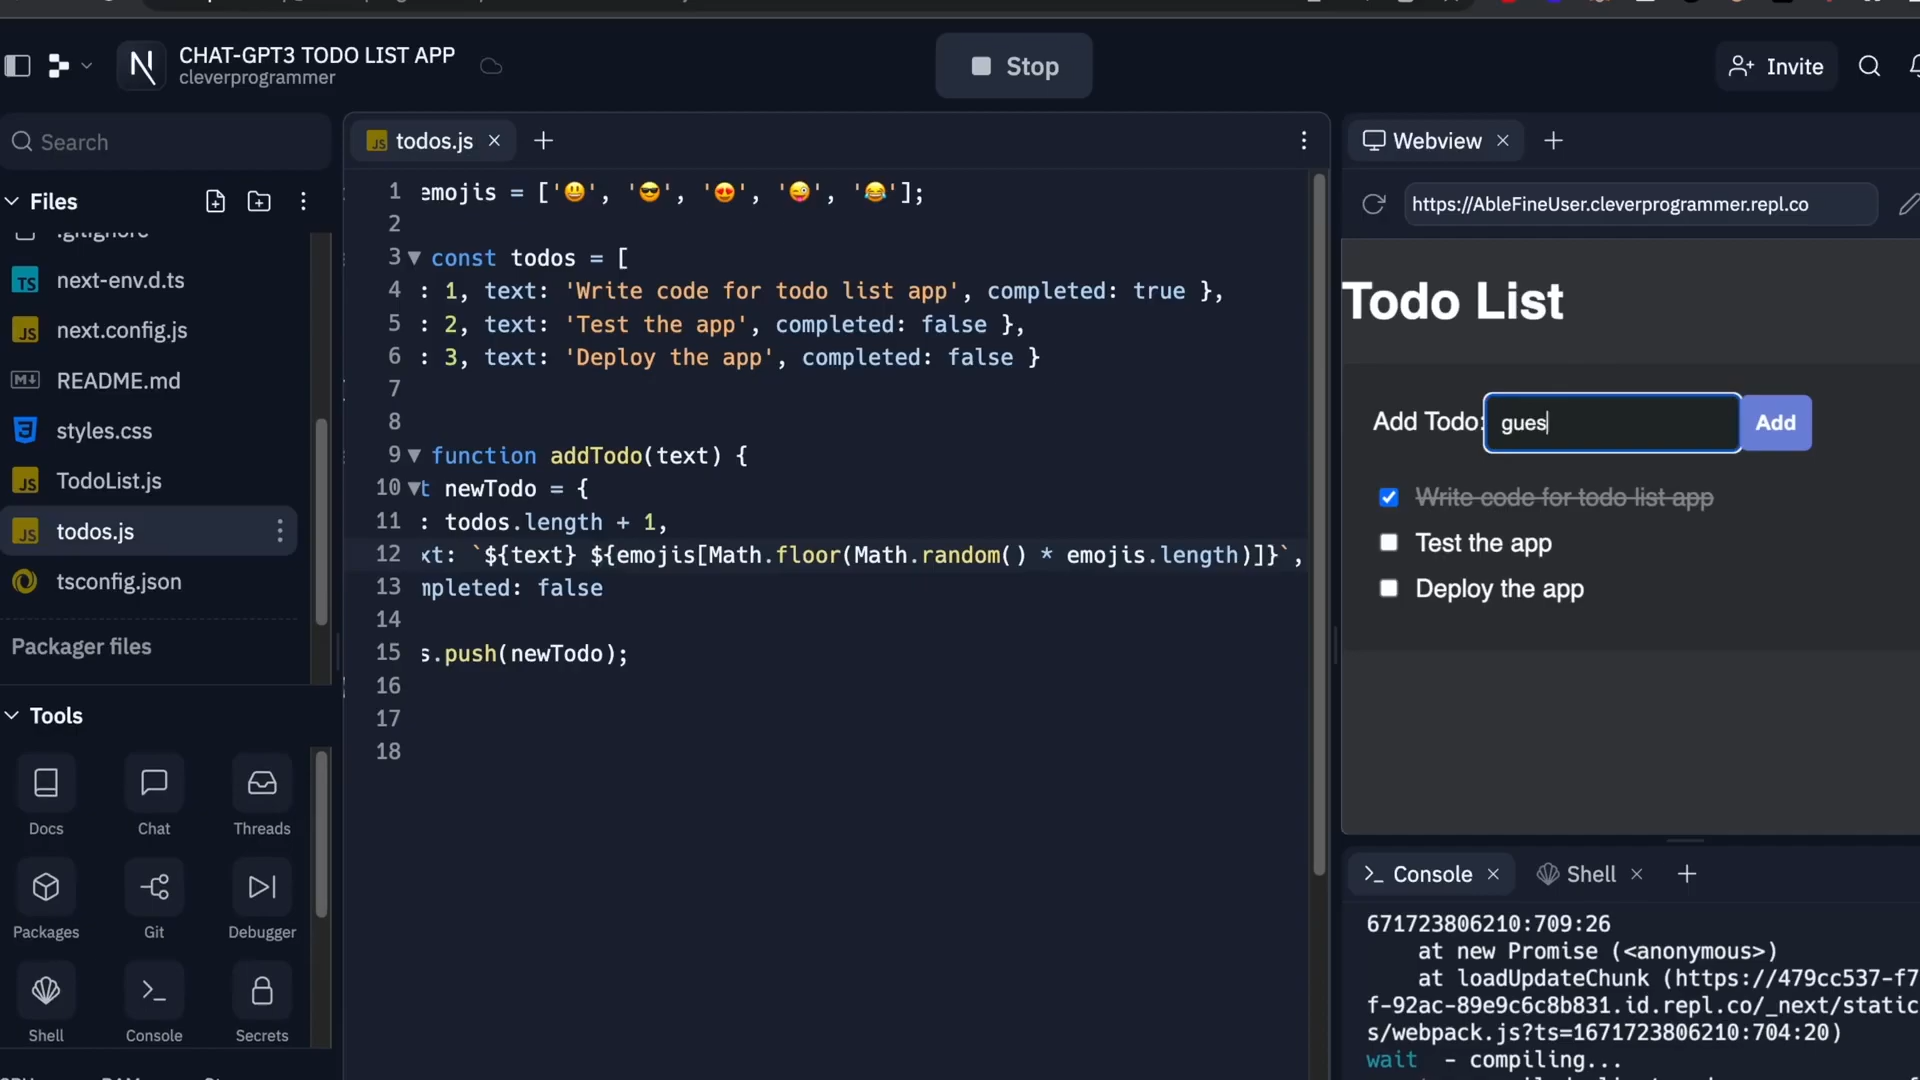 CHAT-GPT3 TODO LIST APP
cleverprogrammer
Stop
Invite
Search
Files
.gitignore
next-env.d.ts
next.config.js
README.md
styles.css
TodoList.js
todos.js
tsconfig.json
Packager files
Tools
Docs
Chat
Threads
Packages
Git
Debugger
Shell
Console
Secrets
todos.js
1 emojis = ['😃', '😎', '😍', '😜', '😂'];
2
3 const todos = [
4 : 1, text: 'Write code for todo list app', completed: true },
5 : 2, text: 'Test the app', completed: false },
6 : 3, text: 'Deploy the app', completed: false }
7
8
9 function addTodo(text) {
10 t newTodo = {
11 : todos.length + 1,
12 xt: `${text} ${emojis[Math.floor(Math.random() * emojis.length)]}`,
13 mpleted: false
14
15 s.push(newTodo);
16
17
18
Webview
https://AbleFineUser.cleverprogrammer.repl.co
Todo List
Add Todo: gues Add
Write code for todo list app
Test the app
Deploy the app
Console
Shell
671723806210:709:26
at new Promise (<anonymous>)
at loadUpdateChunk (https://479cc537-f7
f-92ac-89e9c6c8b831.id.repl.co/_next/static
s/webpack.js?ts=1671723806210:704:20)
wait - compiling...